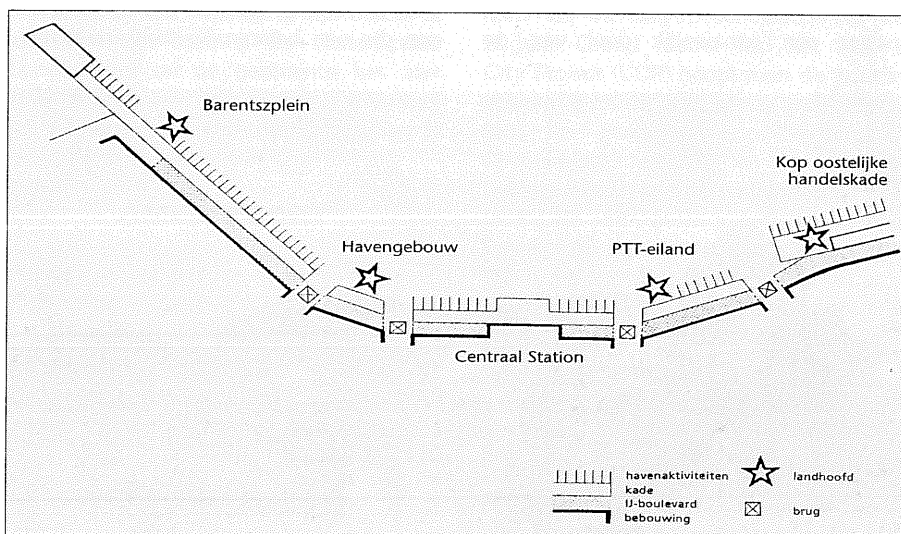 Barentszplein
Kop oostelijke
handelskade
Havengebouw
PTT-eiland
Centraal Station
havenaktiviteiten
kade
IJ-boulevard
bebouwing
landhoofd
brug